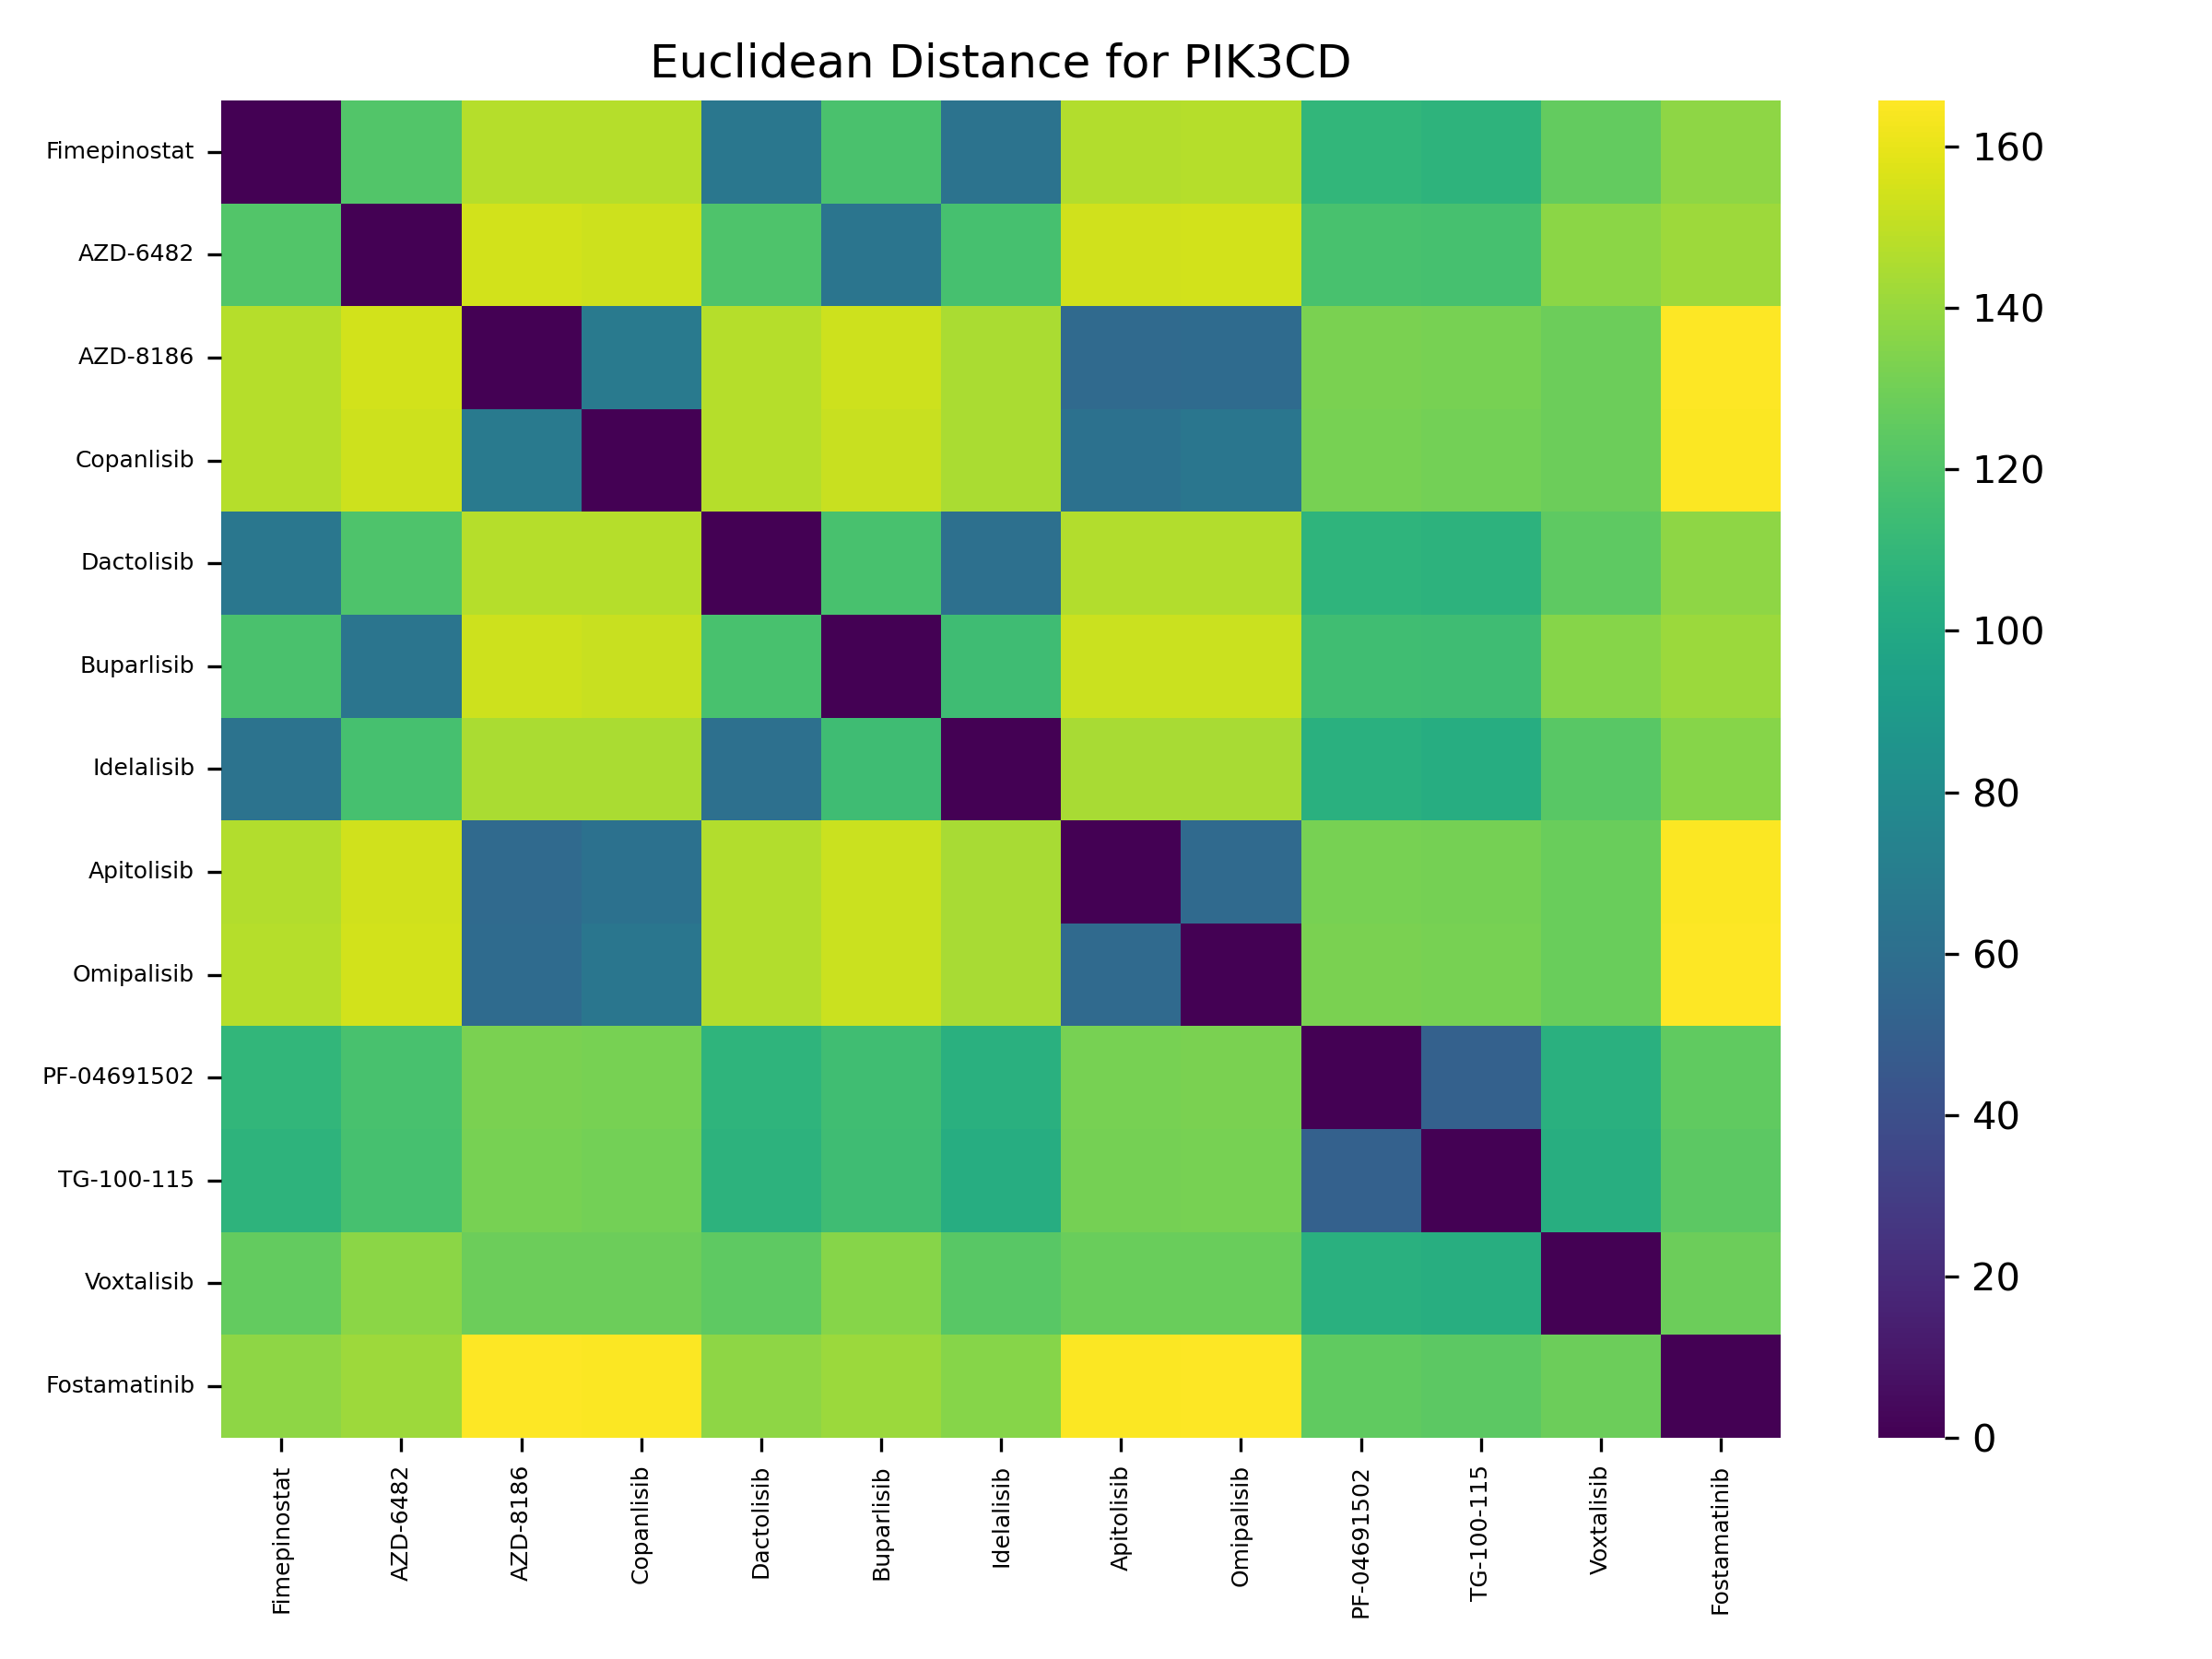 Euclidean Distance for PIK3CD
Fimepinostat
AZD-6482
AZD-8186
Copanlisib
Dactolisib
Buparlisib
Idelalisib
Apitolisib
Omipalisib
PF-04691502
TG-100-115
Voxtalisib
Fostamatinib
Fimepinostat
AZD-6482
AZD-8186
Copanlisib
Dactolisib
Buparlisib
Idelalisib
Apitolisib
Omipalisib
PF-04691502
TG-100-115
Voxtalisib
Fostamatinib
160
140
120
100
80
60
40
20
0